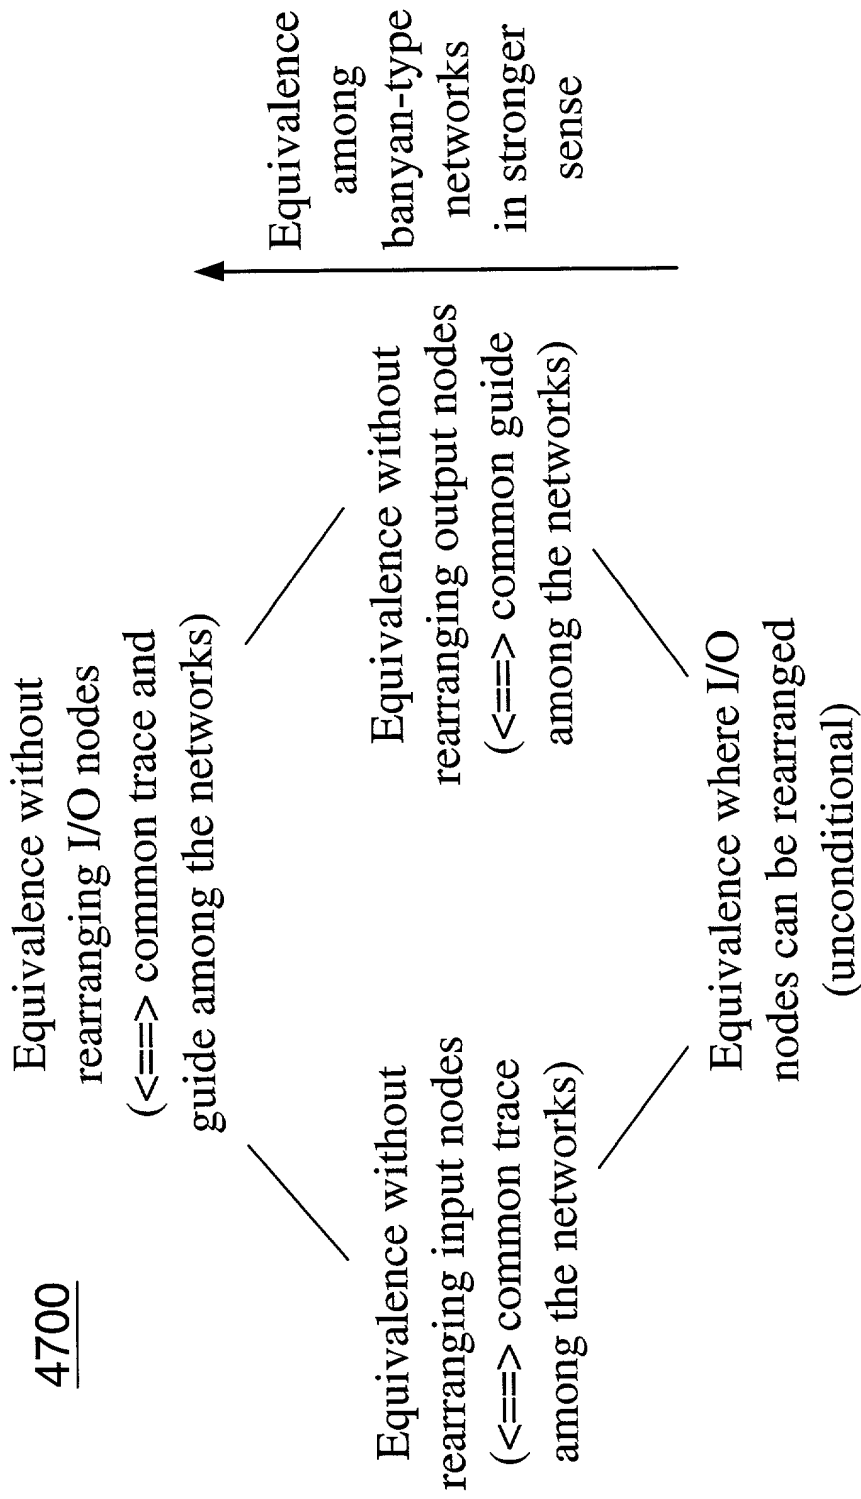 4700
Equivalence without
rearranging I/O nodes
(<==> common trace and
guide among the networks)
Equivalence without
rearranging input nodes
(<==> common trace
among the networks)
Equivalence without
rearranging output nodes
(<==> common guide
among the networks)
Equivalence where I/O
nodes can be rearranged
(unconditional)
Equivalence
among
banyan-type
networks
in stronger
sense